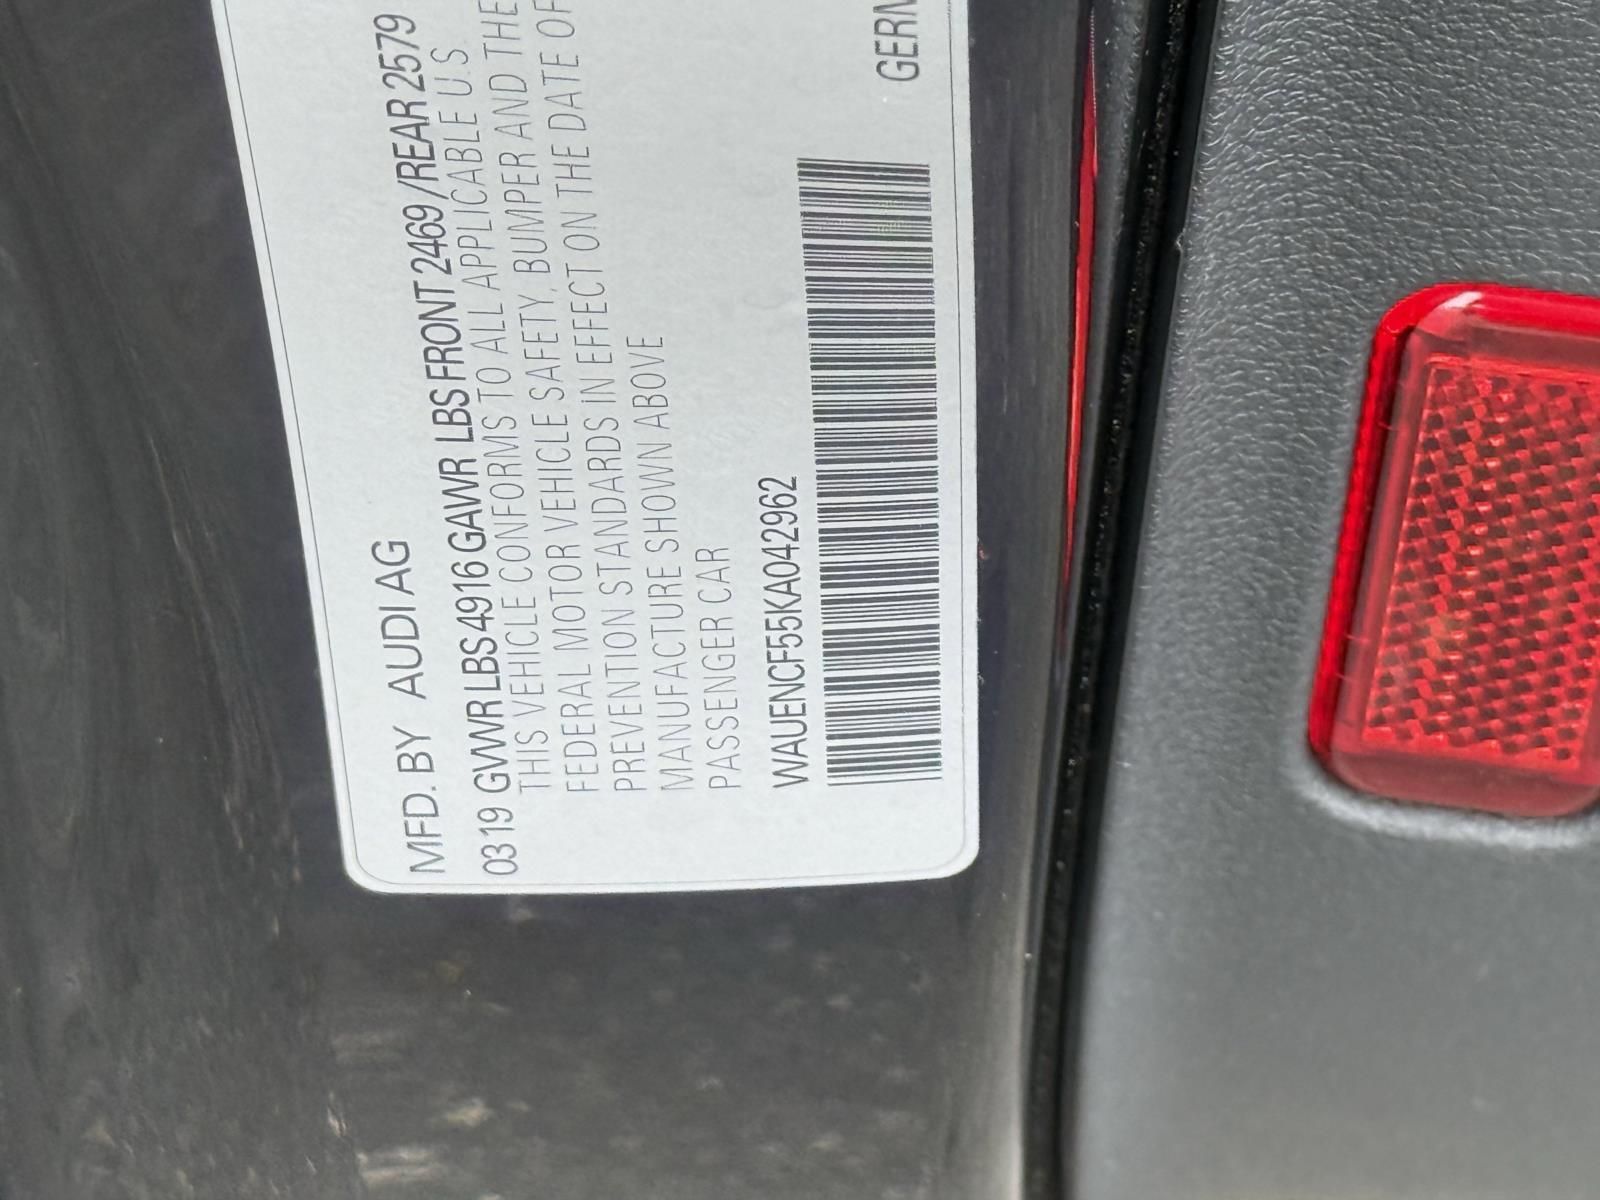 MFD. BY AUDI AG
0319 GVWR LBS 4916 GAWR LBS FRONT 2469/REAR 2579
THIS VEHICLE CONFORMS TO ALL APPLICABLE U.S
FEDERAL MOTOR VEHICLE SAFETY, BUMPER AND THE
PREVENTION STANDARDS IN EFFECT ON THE DATE OF
MANUFACTURE SHOWN ABOVE
PASSENGER CAR
WAUENCF55KA042962
GERM